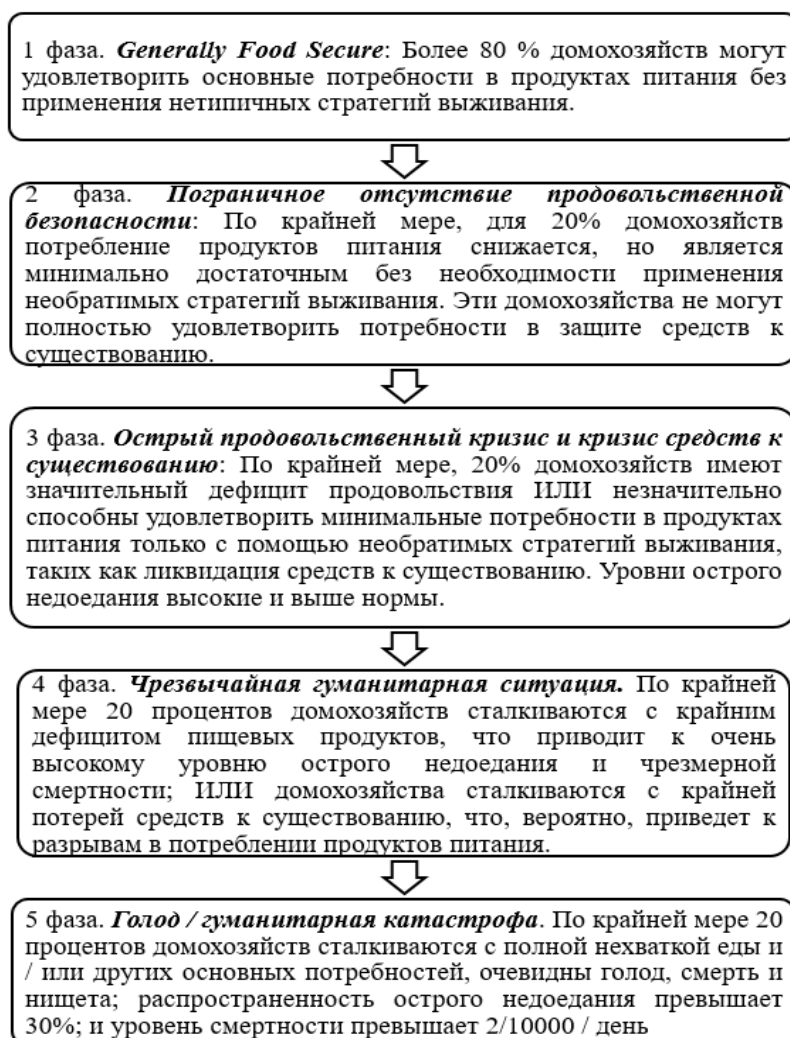 1 фаза. Generally Food Secure: Более 80 % домохозяйств могут
удовлетворить основные потребности в продуктах питания без
применения нетипичных стратегий выживания.
2 фаза. Пограничное отсутствие продовольственной
безопасности: По крайней мере, для 20% домохозяйств
потребление продуктов питания снижается, но является
минимально достаточным без необходимости применения
необратимых стратегий выживания. Эти домохозяйства не могут
полностью удовлетворить потребности в защите средств к
существованию.
3 фаза. Острый продовольственный кризис и кризис средств к
существованию: По крайней мере, 20% домохозяйств имеют
значительный дефицит продовольствия ИЛИ незначительно
способны удовлетворить минимальные потребности в продуктах
питания только с помощью необратимых стратегий выживания,
таких как ликвидация средств к существованию. Уровни острого
недоедания высокие и выше нормы.
4 фаза. Чрезвычайная гуманитарная ситуация. По крайней
мере 20 процентов домохозяйств сталкиваются с крайним
дефицитом пищевых продуктов, что приводит к очень
высокому уровню острого недоедания и чрезмерной
смертности; ИЛИ домохозяйства сталкиваются с крайней
потерей средств к существованию, что, вероятно, приведет к
разрывам в потреблении продуктов питания.
5 фаза. Голод / гуманитарная катастрофа. По крайней мере 20
процентов домохозяйств сталкиваются с полной нехваткой еды и
/ или других основных потребностей, очевидны голод, смерть и
нищета; распространенность острого недоедания превышает
30%; и уровень смертности превышает 2/10000 / день